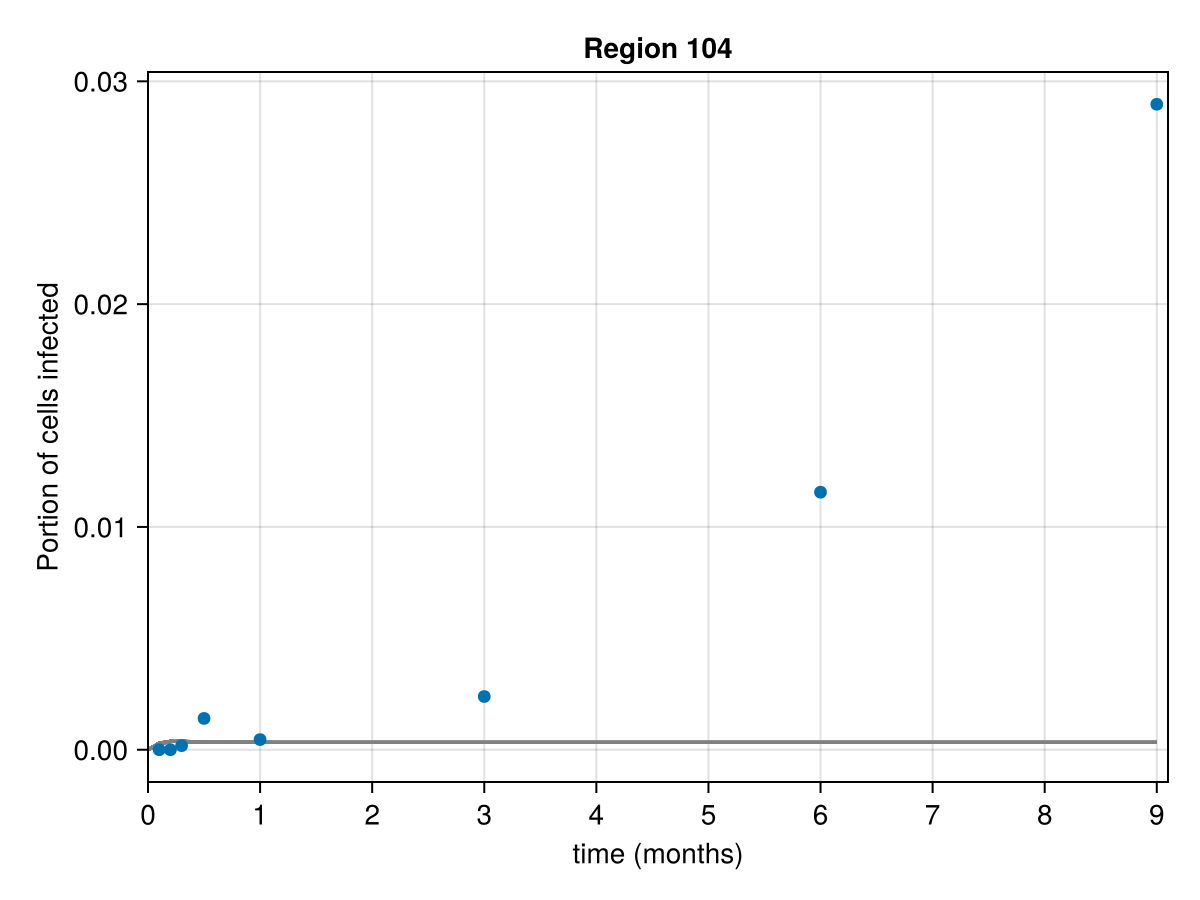 Region 104
0.03
0.02
0.01
0.00
Portion of cells infected
0 1 2 3 4 5 6 7 8 9
time (months)